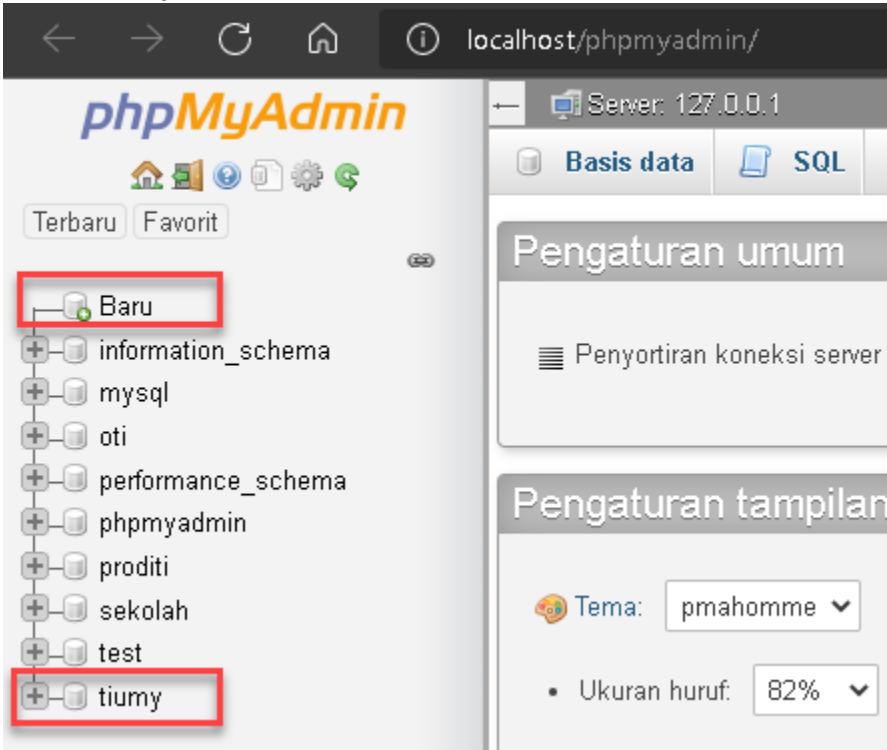 localhost/phpmyadmin/
phpMyAdmin
Terbaru Favorit
Baru
information_schema
mysql
oti
performance_schema
phpmyadmin
proditi
sekolah
test
tiumy
Server: 127.0.0.1
Basis data SQL
Pengaturan umum
Penyortiran koneksi server
Pengaturan tampilan
Tema: pmahomme
Ukuran huruf: 82%